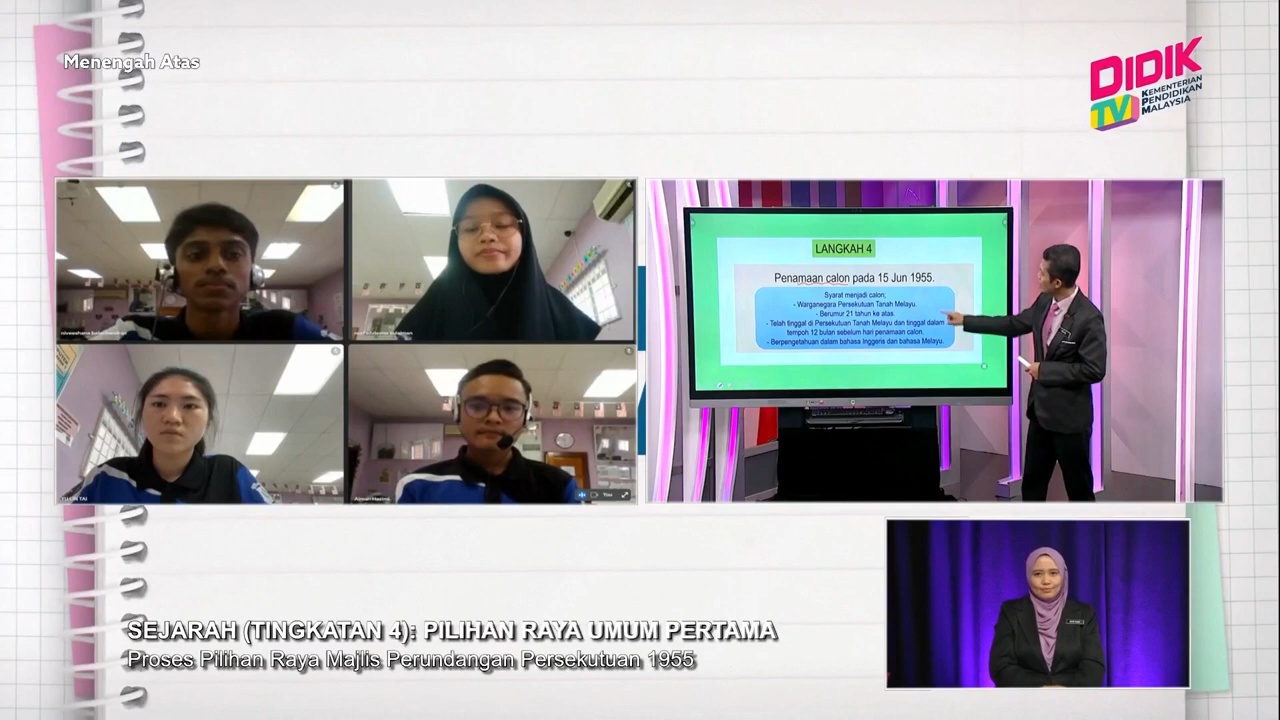 Menengah Atas
DIDIK
TV
KEMENTERIAN
PENDIDIKAN
MALAYSIA
LANGKAH 4
Penamaan calon pada 15 Jun 1955.
Syarat menjadi calon;
- Warganegara Persekutuan Tanah Melayu.
- Berumur 21 tahun ke atas.
- Telah tinggal di Persekutuan Tanah Melayu dan tinggal dalam
tempoh 12 bulan sebelum hari penamaan calon.
- Berpengetahuan dalam bahasa Inggeris dan bahasa Melayu.
You
SEJARAH (TINGKATAN 4): PILIHAN RAYA UMUM PERTAMA
Proses Pilihan Raya Majlis Perundangan Persekutuan 1955